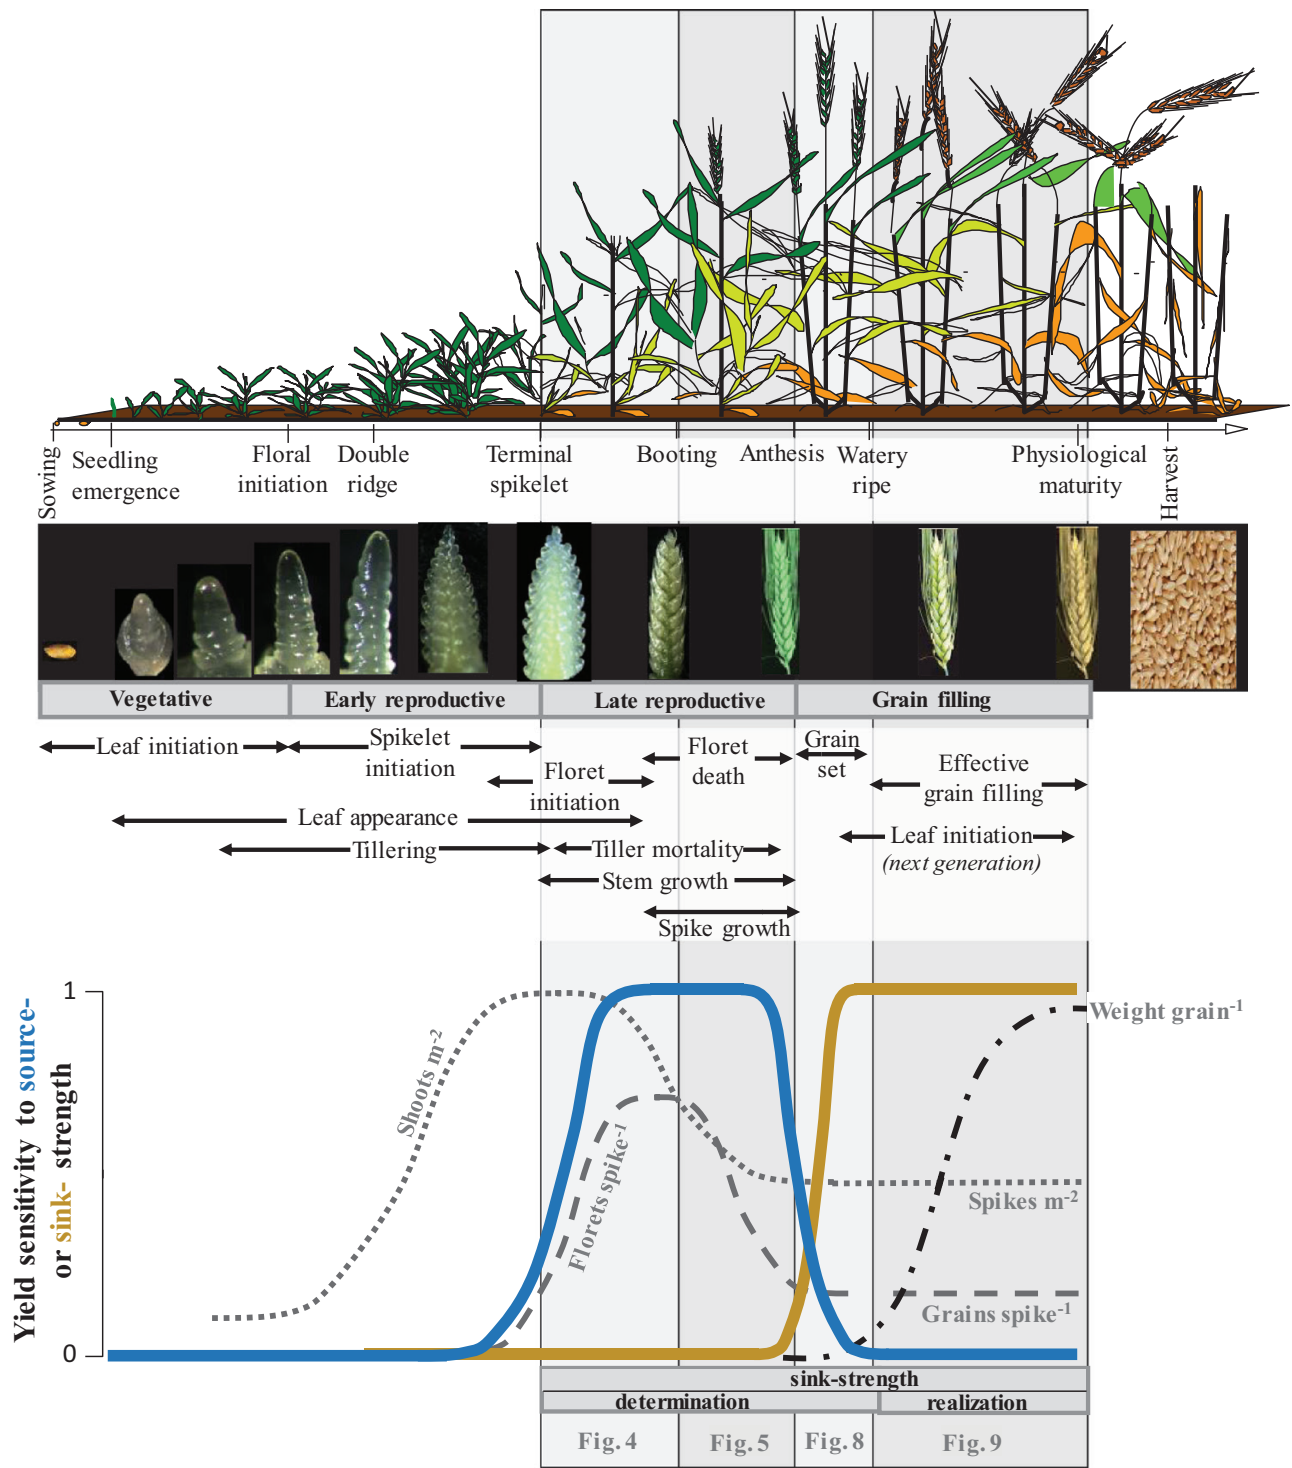 Sowing
Seedling
emergence
Floral
initiation
Double
ridge
Terminal
spikelet
Booting
Anthesis
Watery
ripe
Physiological
maturity
Harvest
Vegetative
Early reproductive
Late reproductive
Grain filling
Leaf initiation
Spikelet
initiation
Floret
initiation
Floret
death
Grain
set
Effective
grain filling
Leaf appearance
Tillering
Tiller mortality
Leaf initiation
(next generation)
Stem growth
Spike growth
Yield sensitivity to source-
or sink- strength
1
0
Shoots m⁻²
Florets spike⁻¹
Weight grain⁻¹
Spikes m⁻²
Grains spike⁻¹
sink-strength
determination
realization
Fig. 4
Fig. 5
Fig. 8
Fig. 9